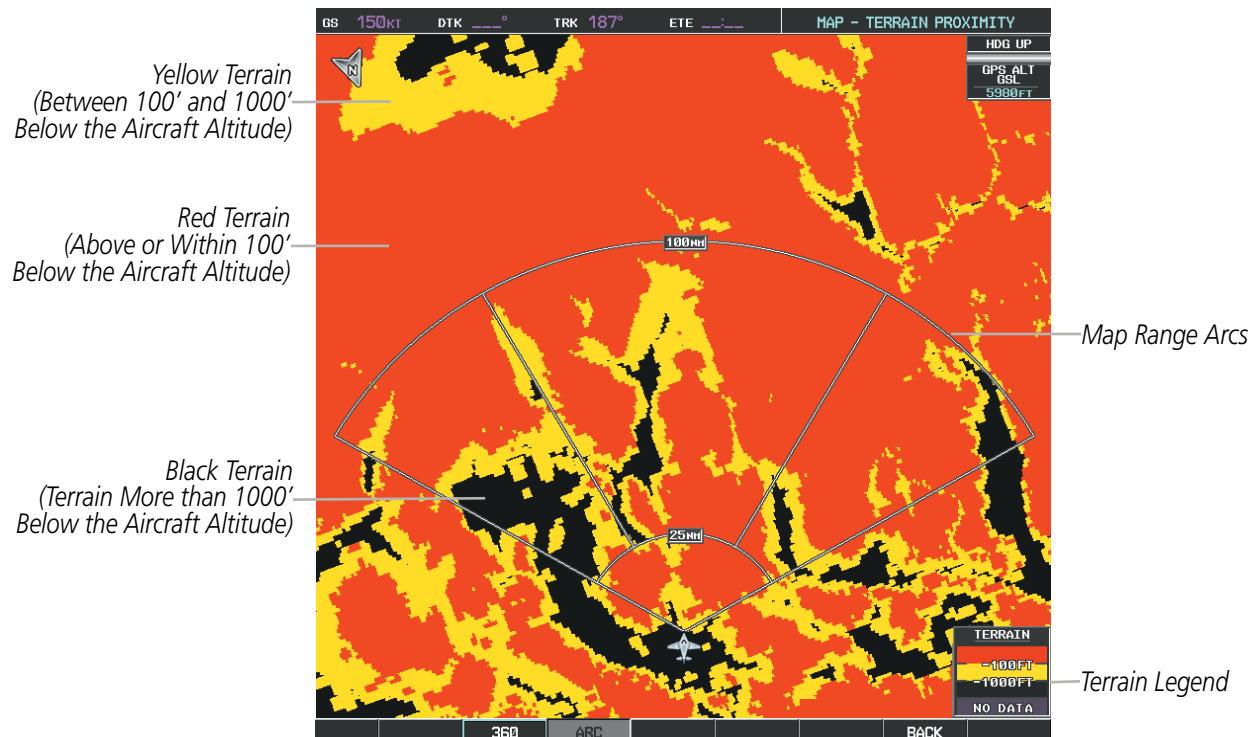 GS 150KT DTK ___° TRK 187° ETE __:__ MAP – TERRAIN PROXIMITY
HDG UP
GPS ALT
GSL
5980FT
N
Yellow Terrain
(Between 100’ and 1000’
Below the Aircraft Altitude)
Red Terrain
(Above or Within 100’
Below the Aircraft Altitude)
100NM
Map Range Arcs
Black Terrain
(Terrain More than 1000’
Below the Aircraft Altitude)
25NM
TERRAIN
-100FT
-1000FT
NO DATA
Terrain Legend
360 ARC BACK